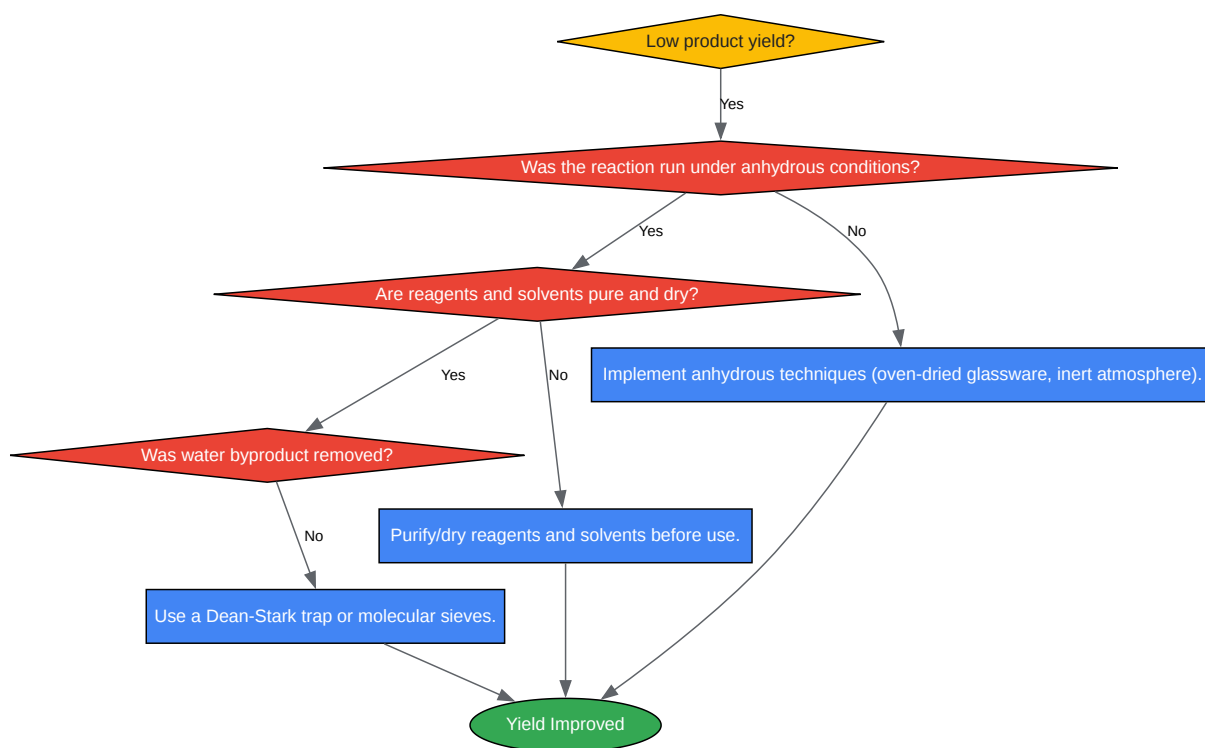 Low product yield?
Yes
Was the reaction run under anhydrous conditions?
Yes
No
Are reagents and solvents pure and dry?
Implement anhydrous techniques (oven-dried glassware, inert atmosphere).
Yes
No
Was water byproduct removed?
No
Purify/dry reagents and solvents before use.
Use a Dean-Stark trap or molecular sieves.
Yield Improved